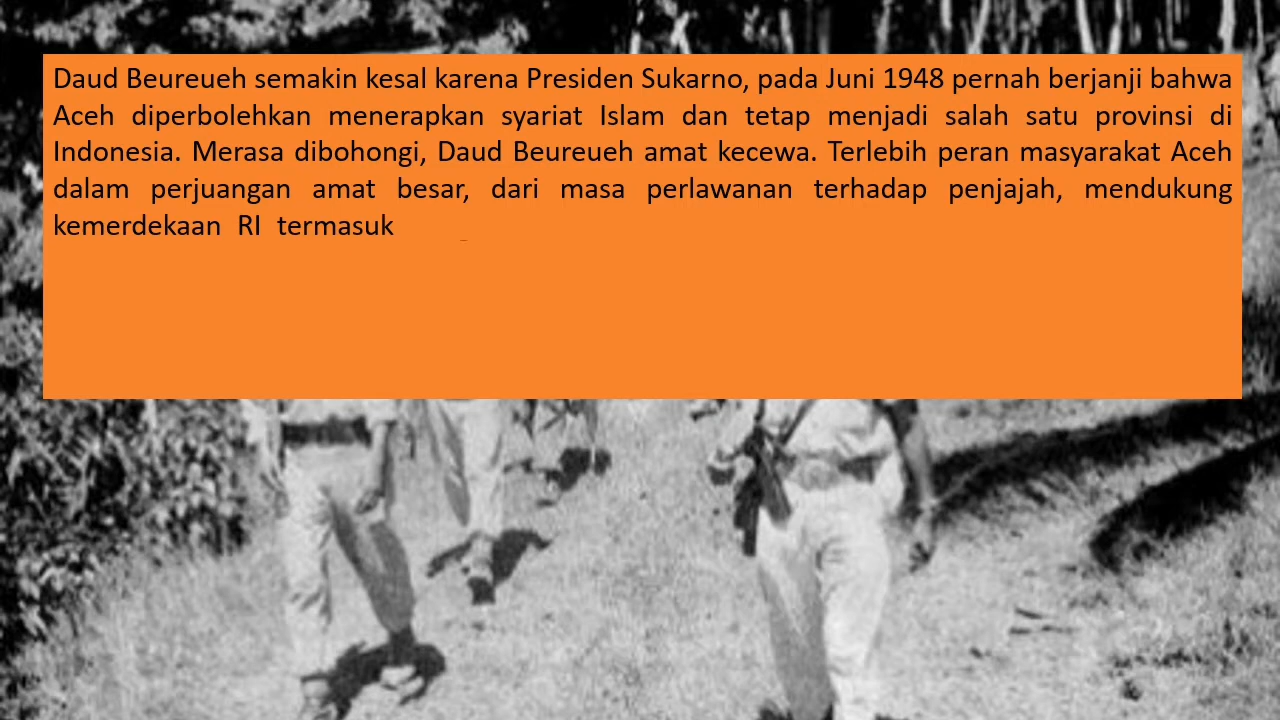 Daud Beureueh semakin kesal karena Presiden Sukarno, pada Juni 1948 pernah berjanji bahwa
Aceh diperbolehkan menerapkan syariat Islam dan tetap menjadi salah satu provinsi di
Indonesia. Merasa dibohongi, Daud Beureueh amat kecewa. Terlebih peran masyarakat Aceh
dalam perjuangan amat besar, dari masa perlawanan terhadap penjajah, mendukung
kemerdekaan RI termasuk